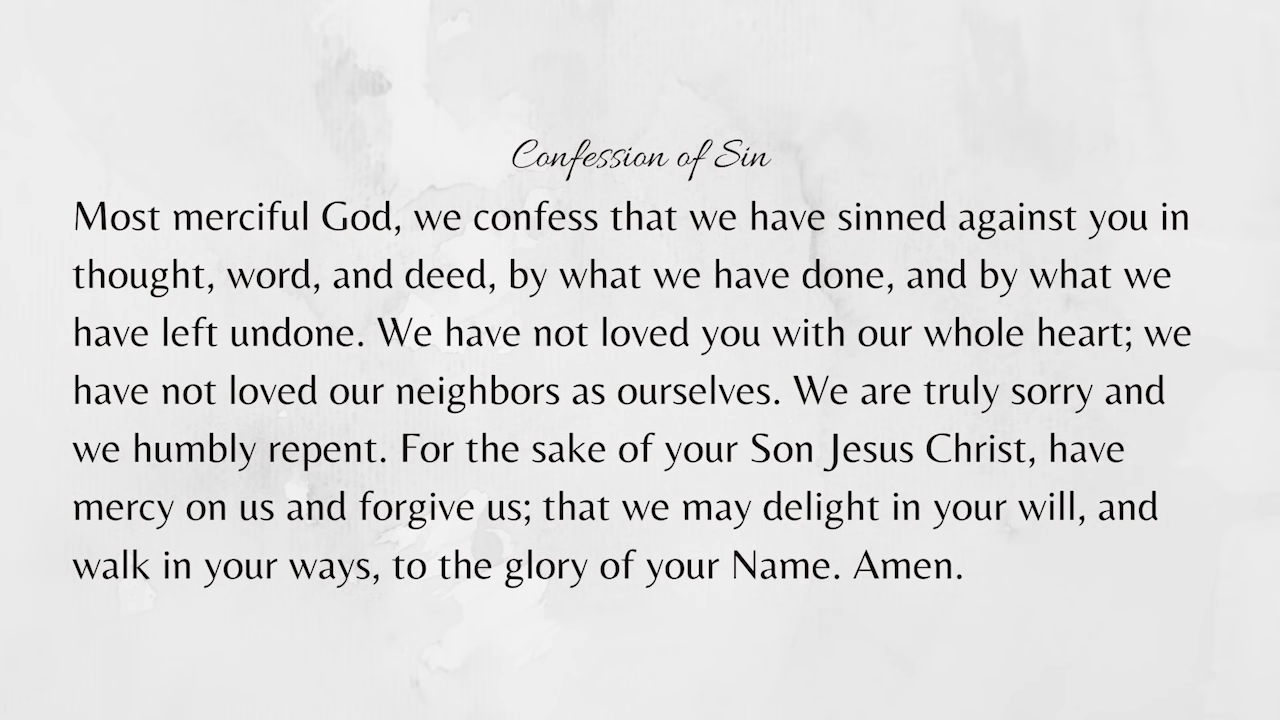 Confession of Sin
Most merciful God, we confess that we have sinned against you in
thought, word, and deed, by what we have done, and by what we
have left undone. We have not loved you with our whole heart; we
have not loved our neighbors as ourselves. We are truly sorry and
we humbly repent. For the sake of your Son Jesus Christ, have
mercy on us and forgive us; that we may delight in your will, and
walk in your ways, to the glory of your Name. Amen.